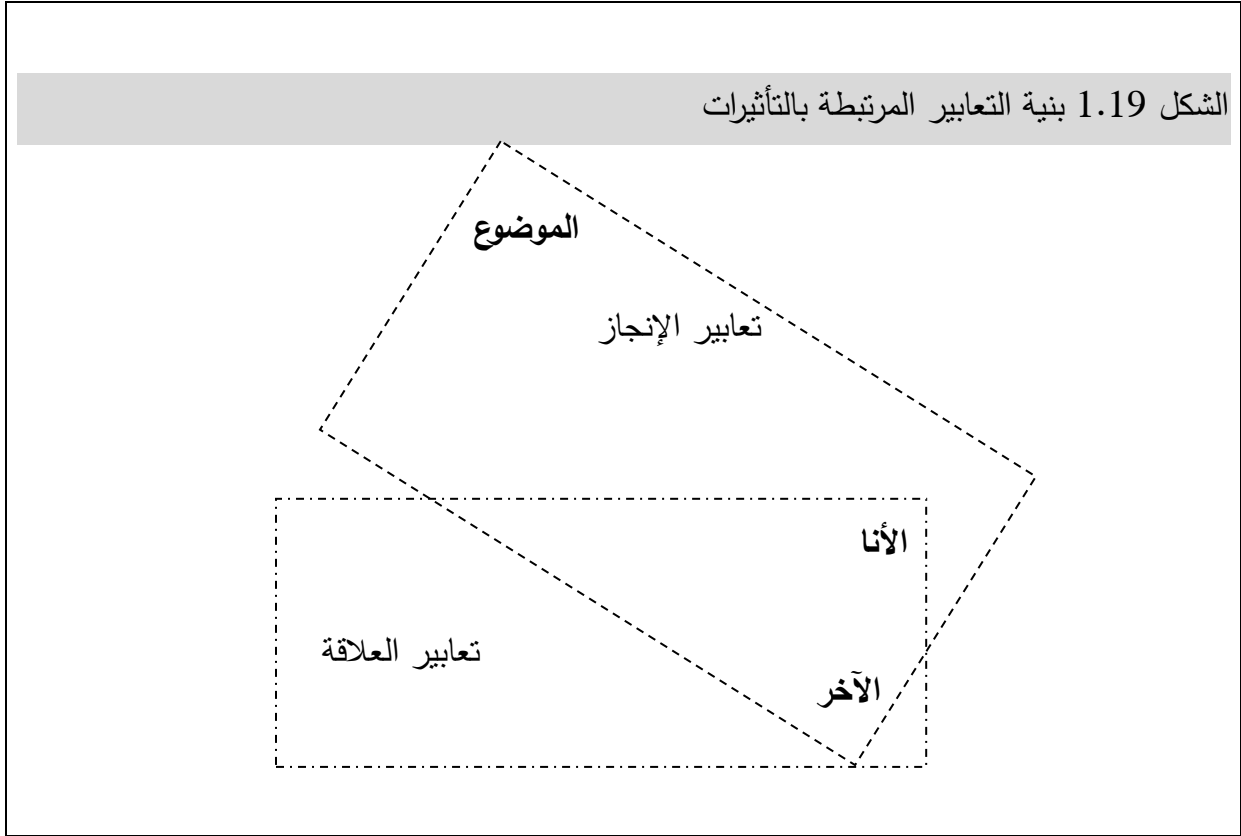 الشكل 1.19 بنية التعابير المرتبطة بالتأثيرات
الموضوع
تعابير الإنجاز
الأنا
تعابير العلاقة
الآخر